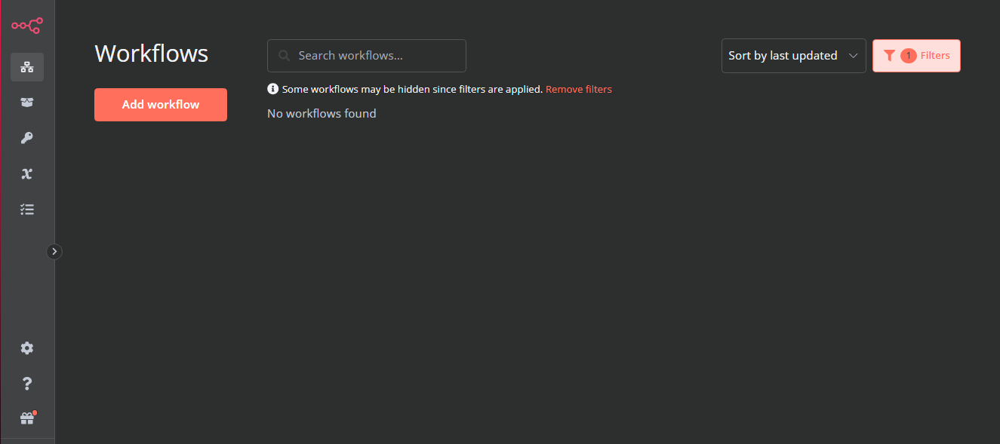 Workflows
Search workflows...
Sort by last updated
1 Filters
Add workflow
Some workflows may be hidden since filters are applied. Remove filters
No workflows found